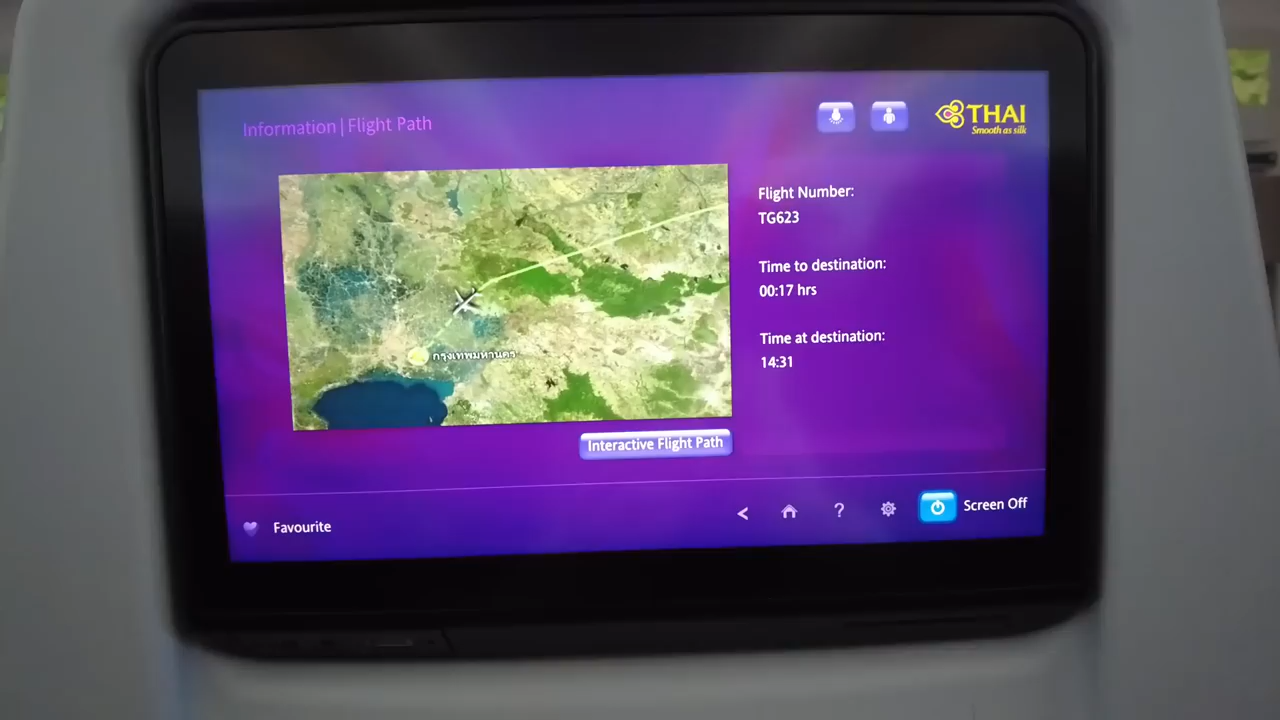 Information | Flight Path
THAI
Smooth as silk
Flight Number:
TG623
Time to destination:
00:17 hrs
Time at destination:
14:31
กรุงเทพมหานคร
Interactive Flight Path
Favourite
<
?
Screen Off